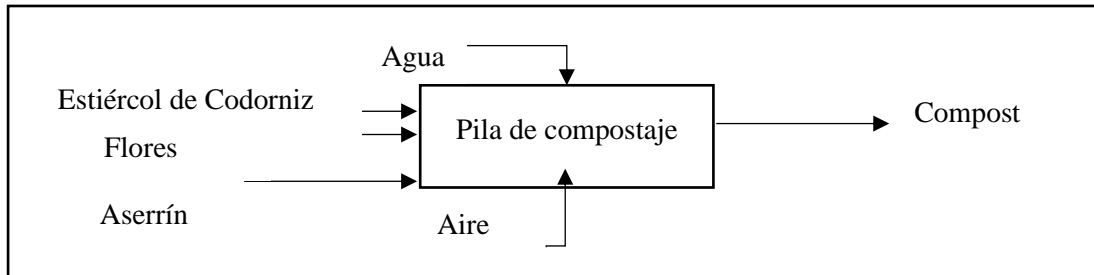 Agua
Estiércol de Codorniz
Flores
Aserrín
Pila de compostaje
Aire
Compost